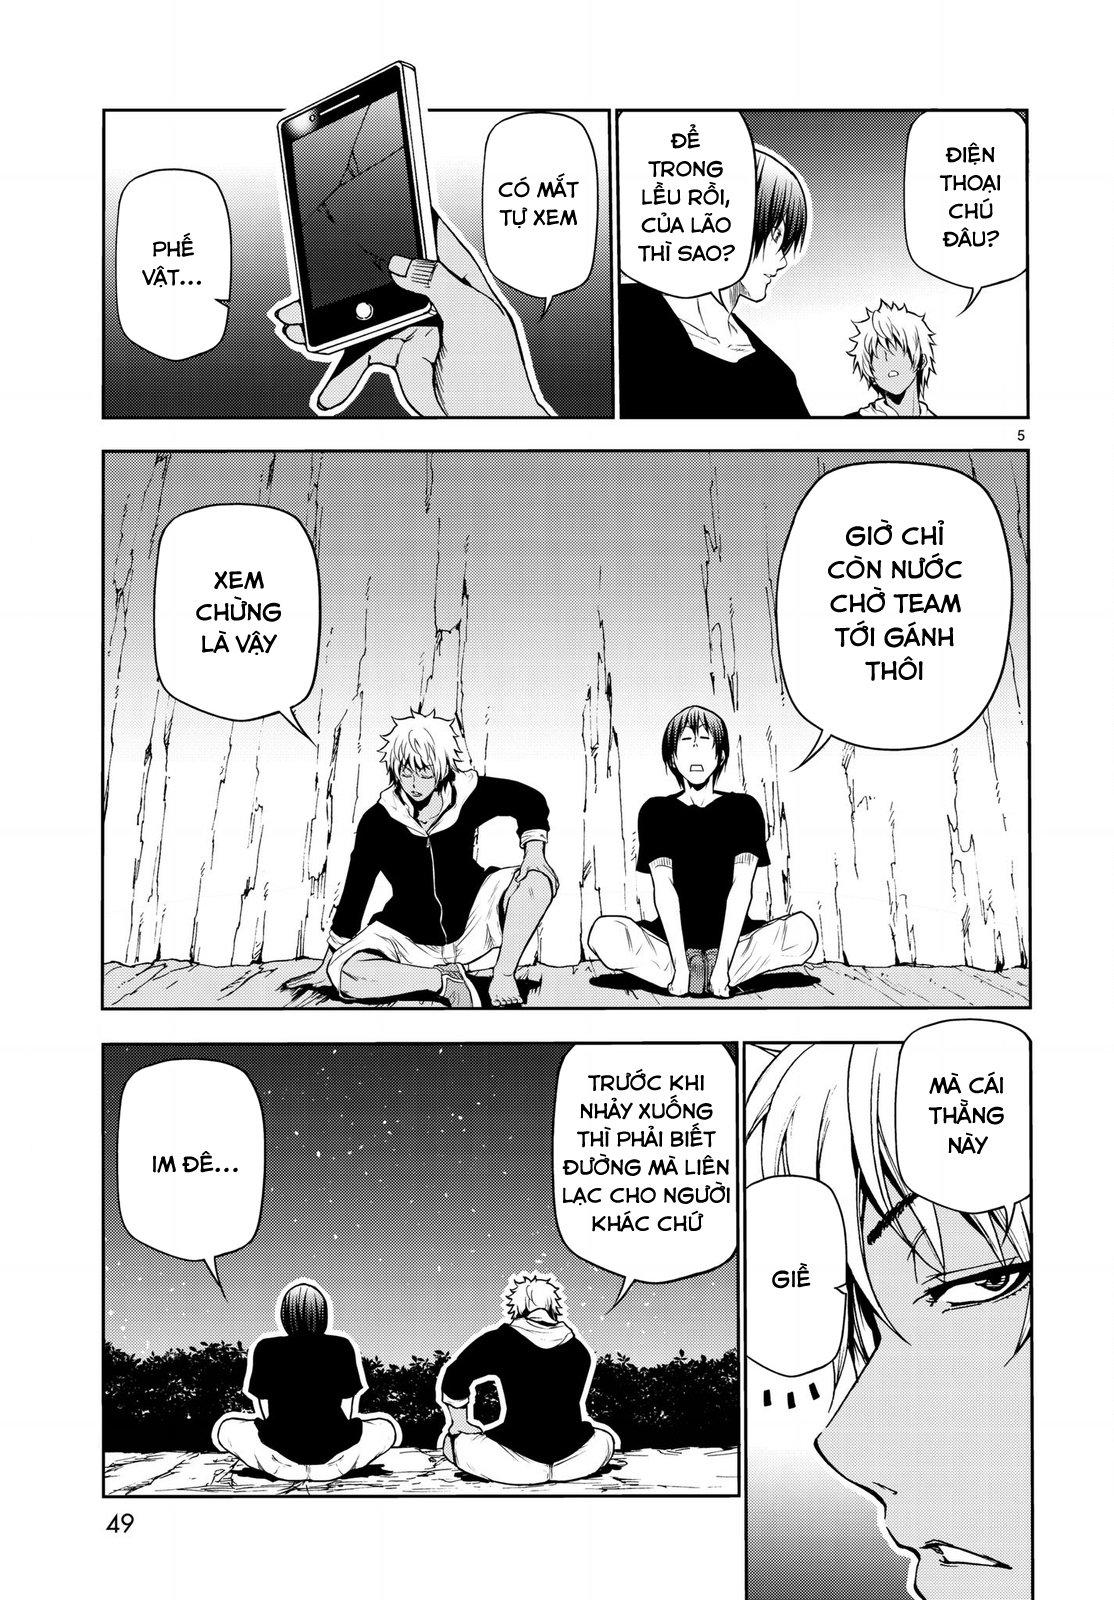 ĐIỆN
THOẠI
CHÚ
ĐÂU?
ĐỂ
TRONG
LỀU RỒI,
CỦA LÃO
THÌ SAO?
CÓ MẮT
TỰ XEM
PHẾ
VẬT...
5
GIỜ CHỈ
CÒN NƯỚC
CHỜ TEAM
TỚI GÁNH
THÔI
XEM
CHỪNG
LÀ VẬY
MÀ CÁI
THẰNG
NÀY
GIỀ
TRƯỚC KHI
NHẢY XUỐNG
THÌ PHẢI BIẾT
ĐƯỜNG MÀ LIÊN
LẠC CHO NGƯỜI
KHÁC CHỨ
IM ĐÊ...
49